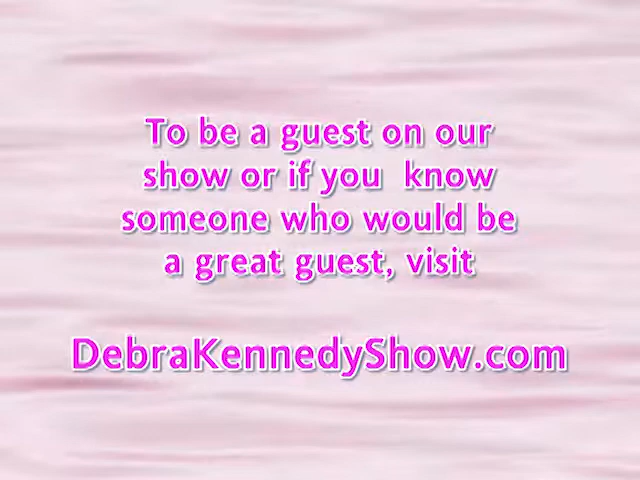 To be a guest on our
show or if you  know
someone who would be
a great guest, visit
DebraKennedyShow.com